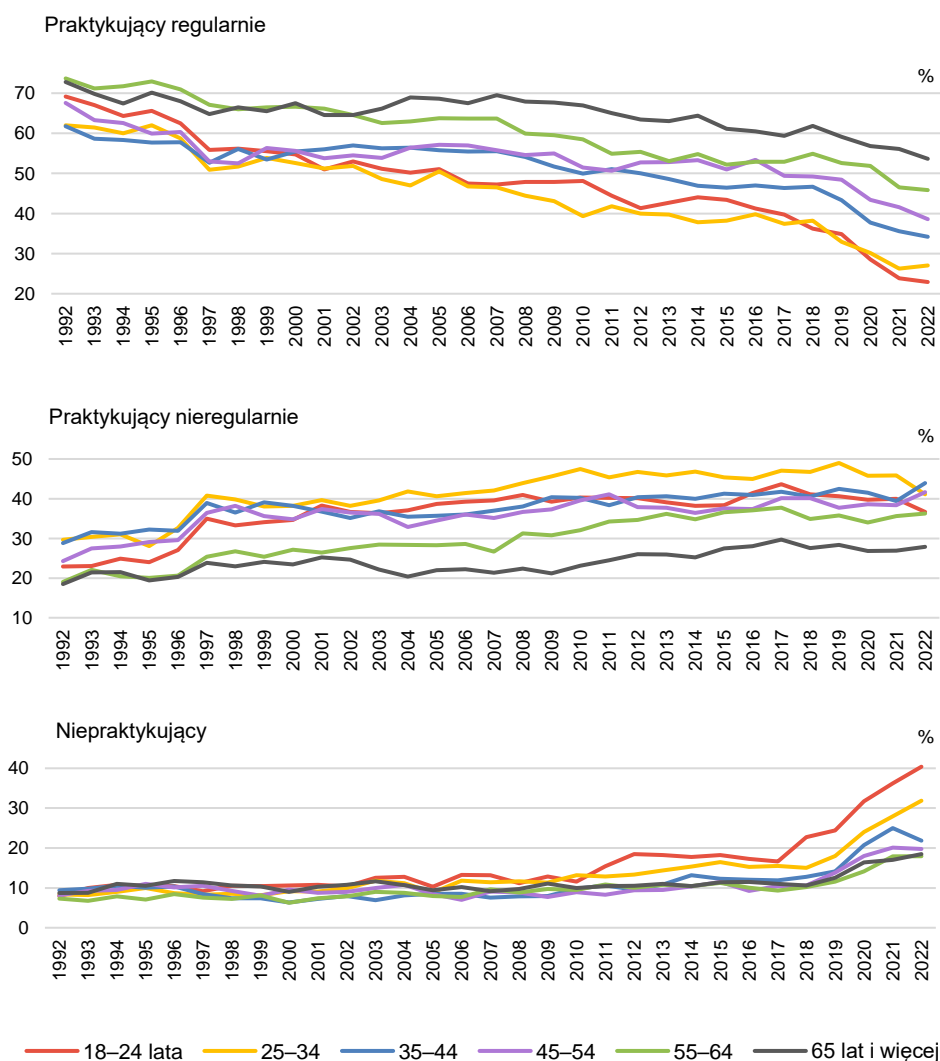 Praktykujący regularnie
%
70
60
50
40
30
20
1992 1993 1994 1995 1996 1997 1998 1999 2000 2001 2002 2003 2004 2005 2006 2007 2008 2009 2010 2011 2012 2013 2014 2015 2016 2017 2018 2019 2020 2021 2022
Praktykujący nieregularnie
%
50
40
30
20
10
1992 1993 1994 1995 1996 1997 1998 1999 2000 2001 2002 2003 2004 2005 2006 2007 2008 2009 2010 2011 2012 2013 2014 2015 2016 2017 2018 2019 2020 2021 2022
Niepraktykujący
%
40
30
20
10
0
1992 1993 1994 1995 1996 1997 1998 1999 2000 2001 2002 2003 2004 2005 2006 2007 2008 2009 2010 2011 2012 2013 2014 2015 2016 2017 2018 2019 2020 2021 2022
18–24 lata 25–34 35–44 45–54 55–64 65 lat i więcej